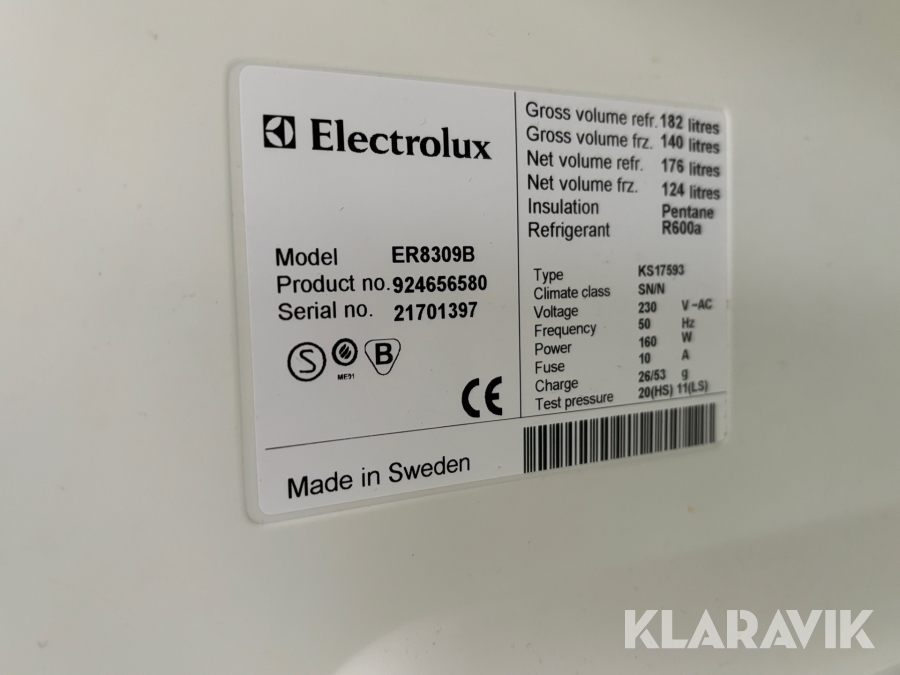 Electrolux
Model ER8309B
Product no. 924656580
Serial no. 21701397
S
ME91
B
CE
Made in Sweden
Gross volume refr. 182 litres
Gross volume frz. 140 litres
Net volume refr. 176 litres
Net volume frz. 124 litres
Insulation Pentane
Refrigerant R600a
Type KS17593
Climate class SN/N
Voltage 230 V ~AC
Frequency 50 Hz
Power 160 W
Fuse 10 A
Charge 26/53 g
Test pressure 20(HS) 11(LS)
KLARAVIK